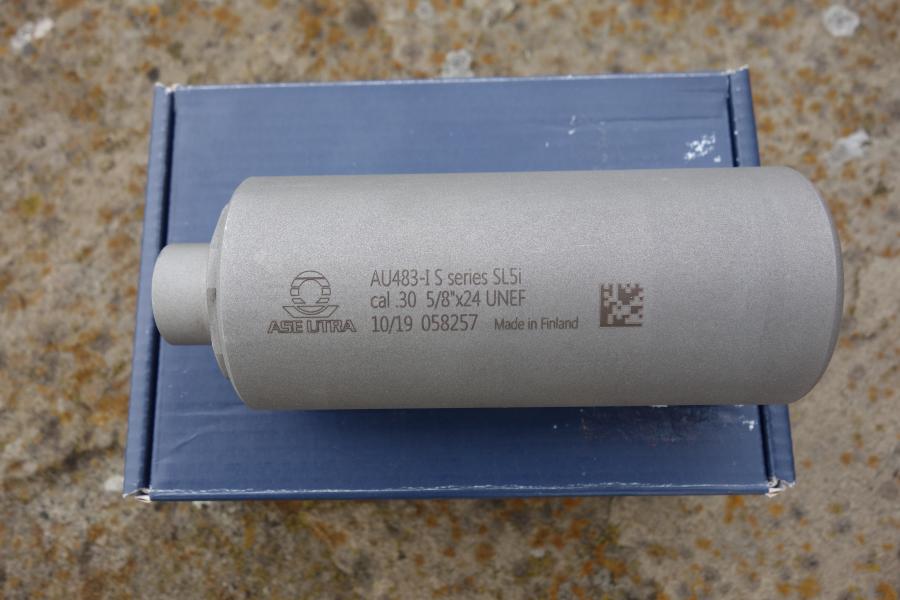 ASE UTRA
AU483-I S series SL5i
cal .30 5/8"x24 UNEF
10/19 058257 Made in Finland